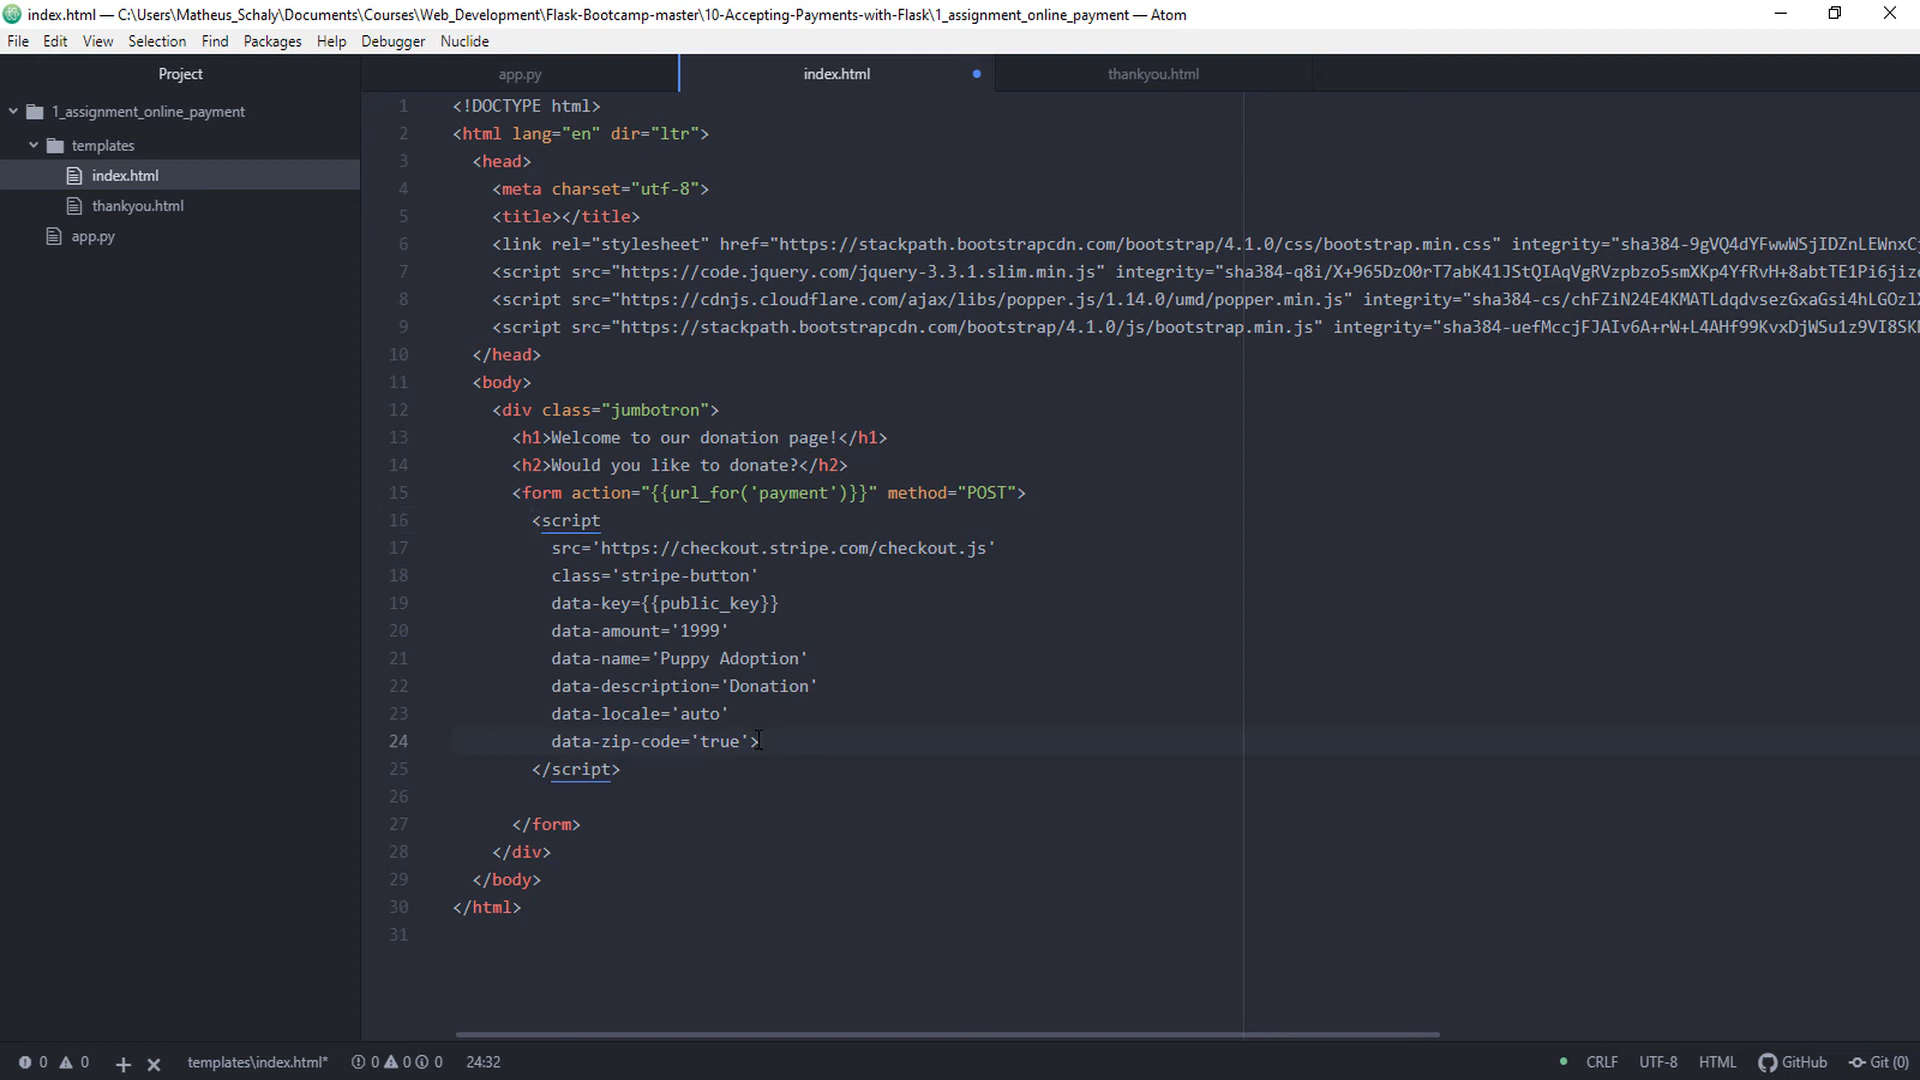 index.html — C:\Users\Matheus_Schaly\Documents\Courses\Web_Development\Flask-Bootcamp-master\10-Accepting-Payments-with-Flask\1_assignment_online_payment — Atom
File Edit View Selection Find Packages Help Debugger Nuclide
Project
app.py
index.html
thankyou.html
1_assignment_online_payment
templates
index.html
thankyou.html
app.py
1 <!DOCTYPE html>
2 <html lang="en" dir="ltr">
3 <head>
4 <meta charset="utf-8">
5 <title></title>
6 <link rel="stylesheet" href="https://stackpath.bootstrapcdn.com/bootstrap/4.1.0/css/bootstrap.min.css" integrity="sha384-9gVQ4dYFwwWSjIDZnLEWnxCj
7 <script src="https://code.jquery.com/jquery-3.3.1.slim.min.js" integrity="sha384-q8i/X+965DzO0rT7abK41JStQIAqVgRVzpbzo5smXKp4YfRvH+8abtTE1Pi6jizo
8 <script src="https://cdnjs.cloudflare.com/ajax/libs/popper.js/1.14.0/umd/popper.min.js" integrity="sha384-cs/chFZiN24E4KMATLdqdvsezGxaGsi4hLGOzlX
9 <script src="https://stackpath.bootstrapcdn.com/bootstrap/4.1.0/js/bootstrap.min.js" integrity="sha384-uefMccjFJAIv6A+rW+L4AHf99KvxDjWSu1z9VI8SK
10 </head>
11 <body>
12 <div class="jumbotron">
13 <h1>Welcome to our donation page!</h1>
14 <h2>Would you like to donate?</h2>
15 <form action="{{url_for('payment')}}" method="POST">
16 <script
17 src='https://checkout.stripe.com/checkout.js'
18 class='stripe-button'
19 data-key={{public_key}}
20 data-amount='1999'
21 data-name='Puppy Adoption'
22 data-description='Donation'
23 data-locale='auto'
24 data-zip-code='true'>
25 </script>
26
27 </form>
28 </div>
29 </body>
30 </html>
31
0 0 templates\index.html* 0 0 0 24:32 CRLF UTF-8 HTML GitHub Git (0)